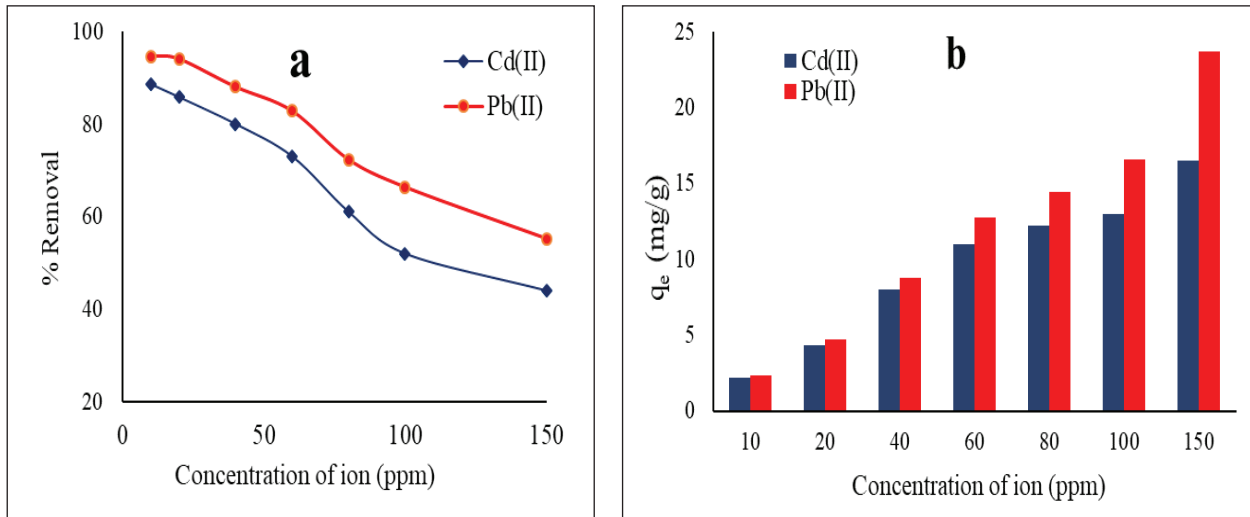 100
80
60
40
20
% Removal
a
Cd(II)
Pb(II)
0 50 100 150
Concentration of ion (ppm)
25
20
15
10
5
0
qₑ (mg/g)
b
Cd(II)
Pb(II)
10 20 40 60 80 100 150
Concentration of ion (ppm)